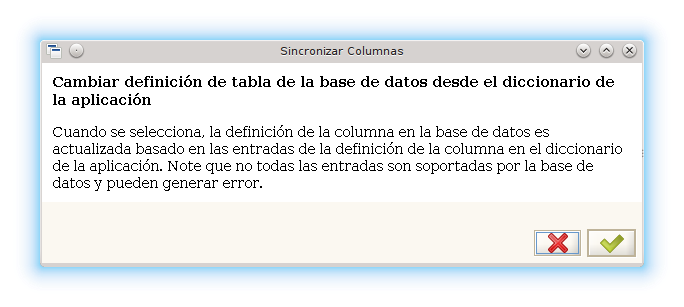 Sincronizar Columnas
Cambiar definición de tabla de la base de datos desde el diccionario de
la aplicación
Cuando se selecciona, la definición de la columna en la base de datos es
actualizada basado en las entradas de la definición de la columna en el diccionario
de la aplicación. Note que no todas las entradas son soportadas por la base de
datos y pueden generar error.